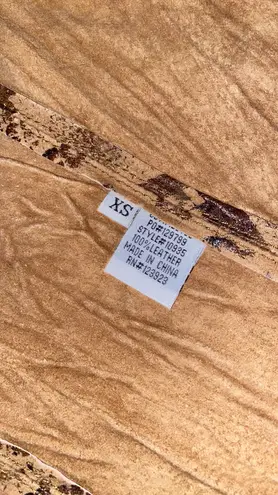 XS
PO#129799
STYLE#10935
100%LEATHER
MADE IN CHINA
RN#123923